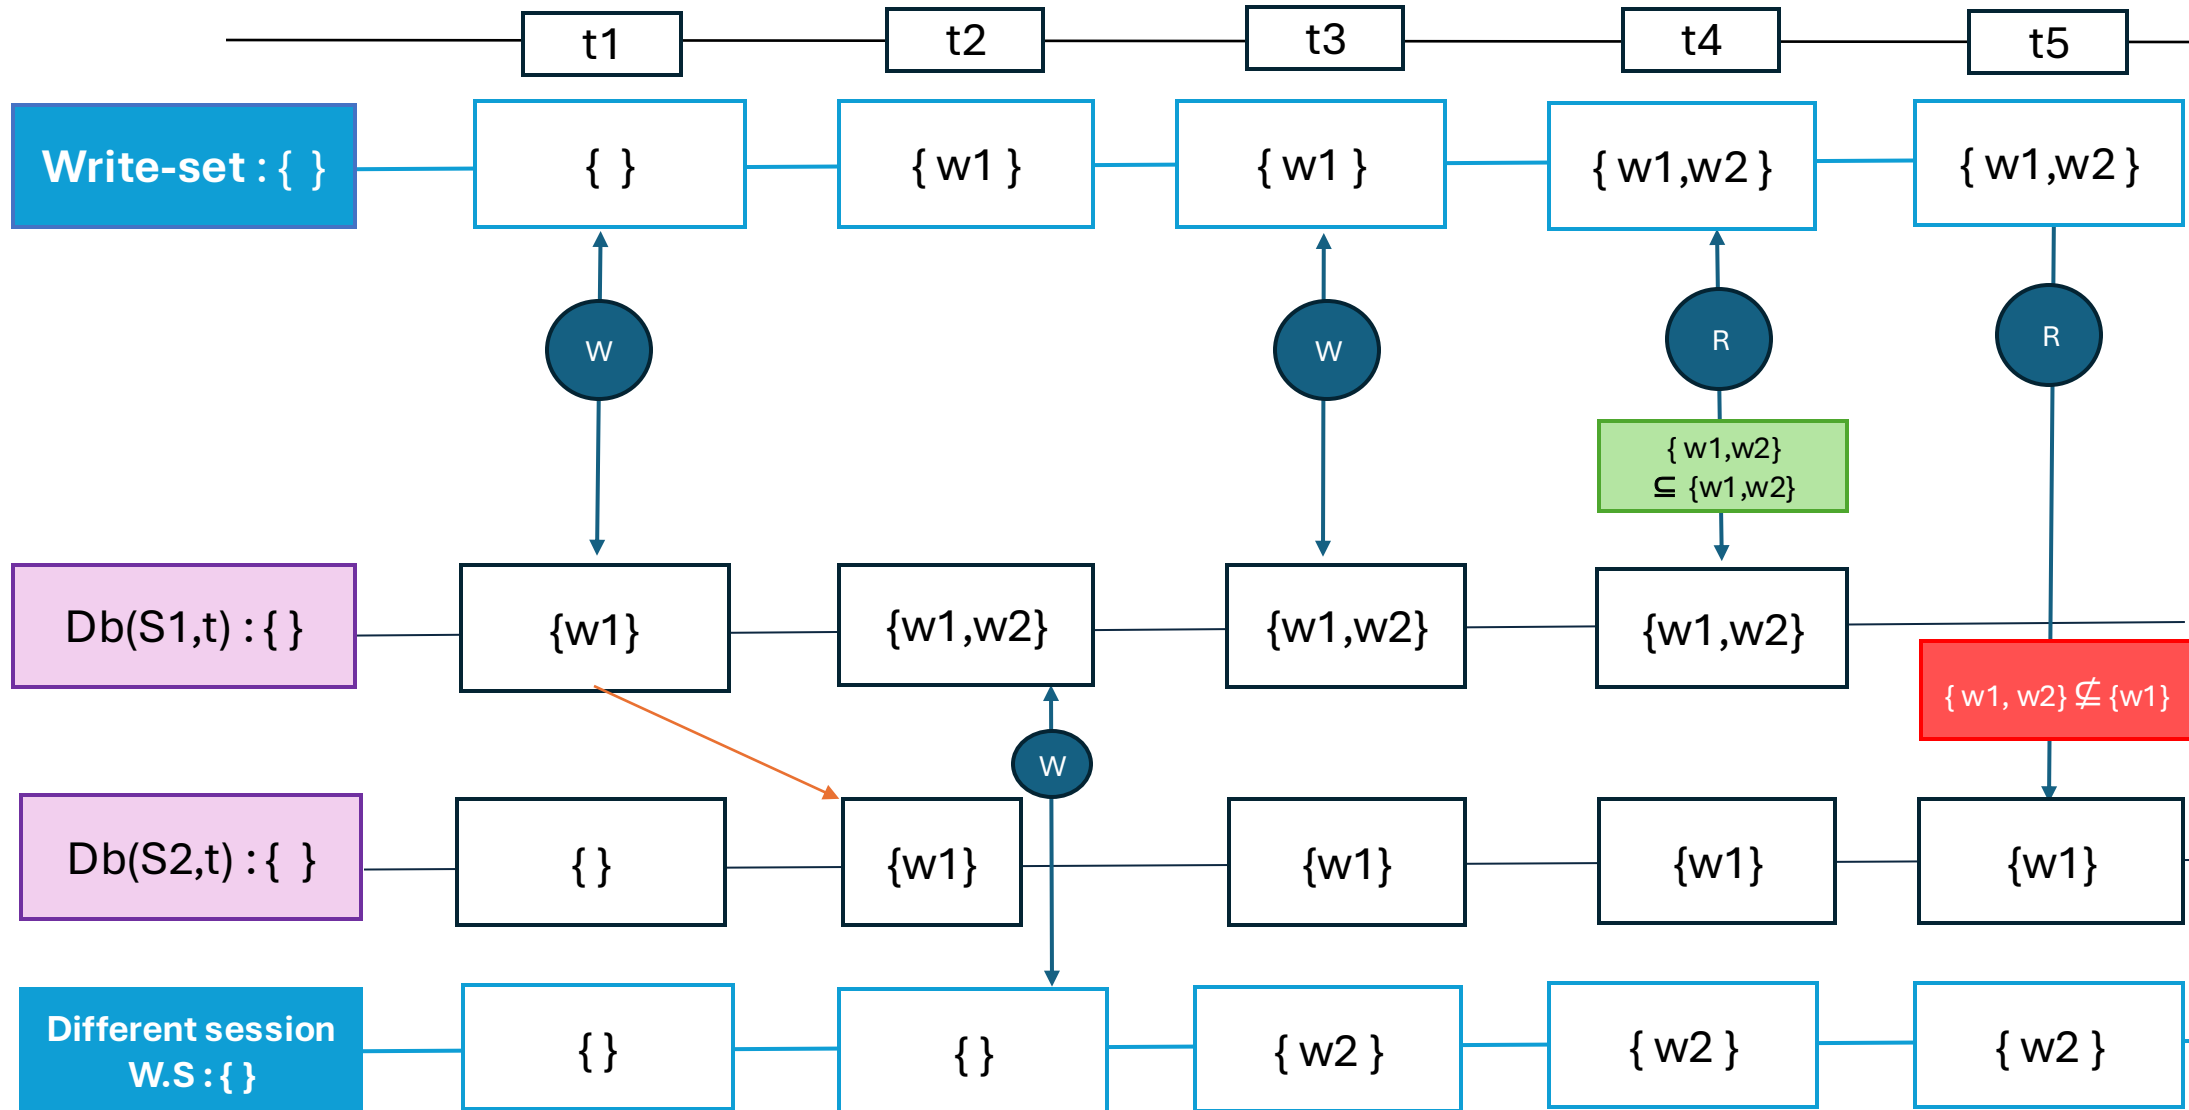 t1 t2 t3 t4 t5
Write-set : { } { } { w1 } { w1 } { w1,w2 } { w1,w2 }
W W R R
{ w1,w2}
⊆ {w1,w2}
Db(S1,t) : { } {w1} {w1,w2} {w1,w2} {w1,w2}
{ w1, w2} ⊈ {w1}
W
Db(S2,t) : { } { } {w1} {w1} {w1} {w1}
Different session
W.S : { } { } { } { w2 } { w2 } { w2 }